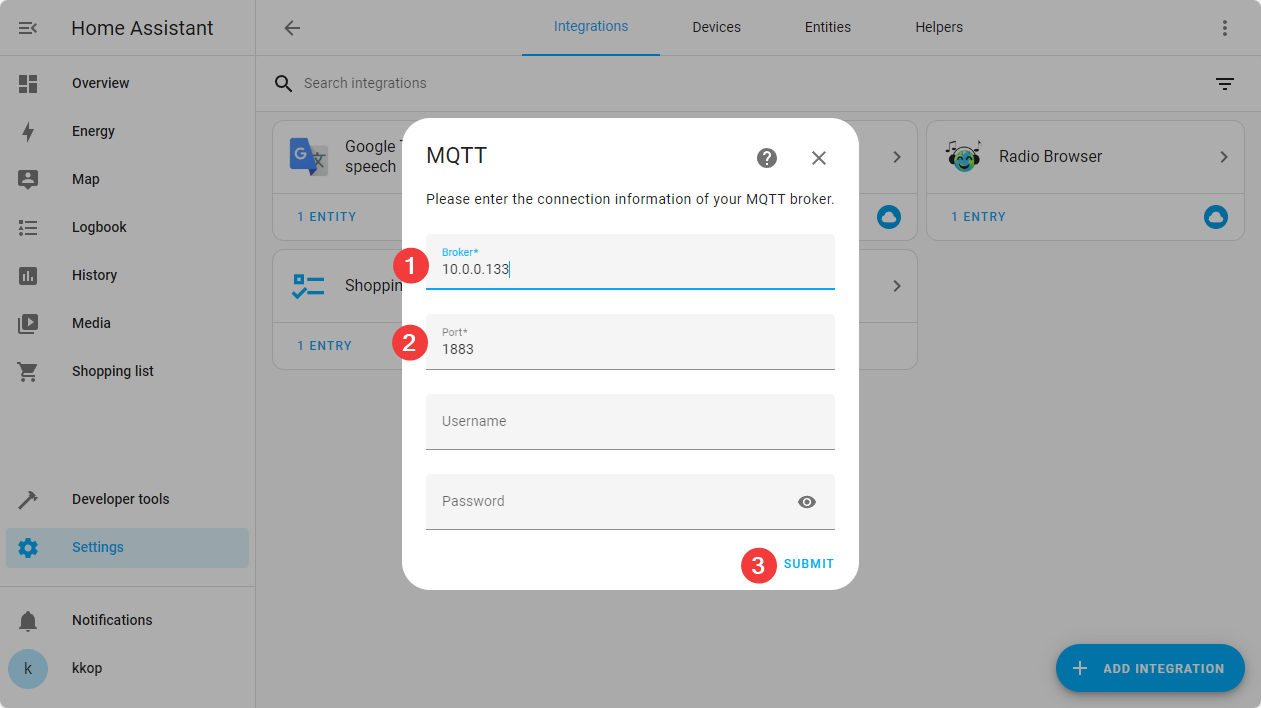 Home Assistant
Integrations
Devices
Entities
Helpers
Overview
Energy
Map
Logbook
History
Media
Shopping list
Developer tools
Settings
Notifications
k
kkop
Search integrations
Google
speech
1 ENTITY
Radio Browser
1 ENTRY
Shoppin
1 ENTRY
MQTT
Please enter the connection information of your MQTT broker.
1
Broker*
10.0.0.133
2
Port*
1883
Username
Password
3
SUBMIT
ADD INTEGRATION